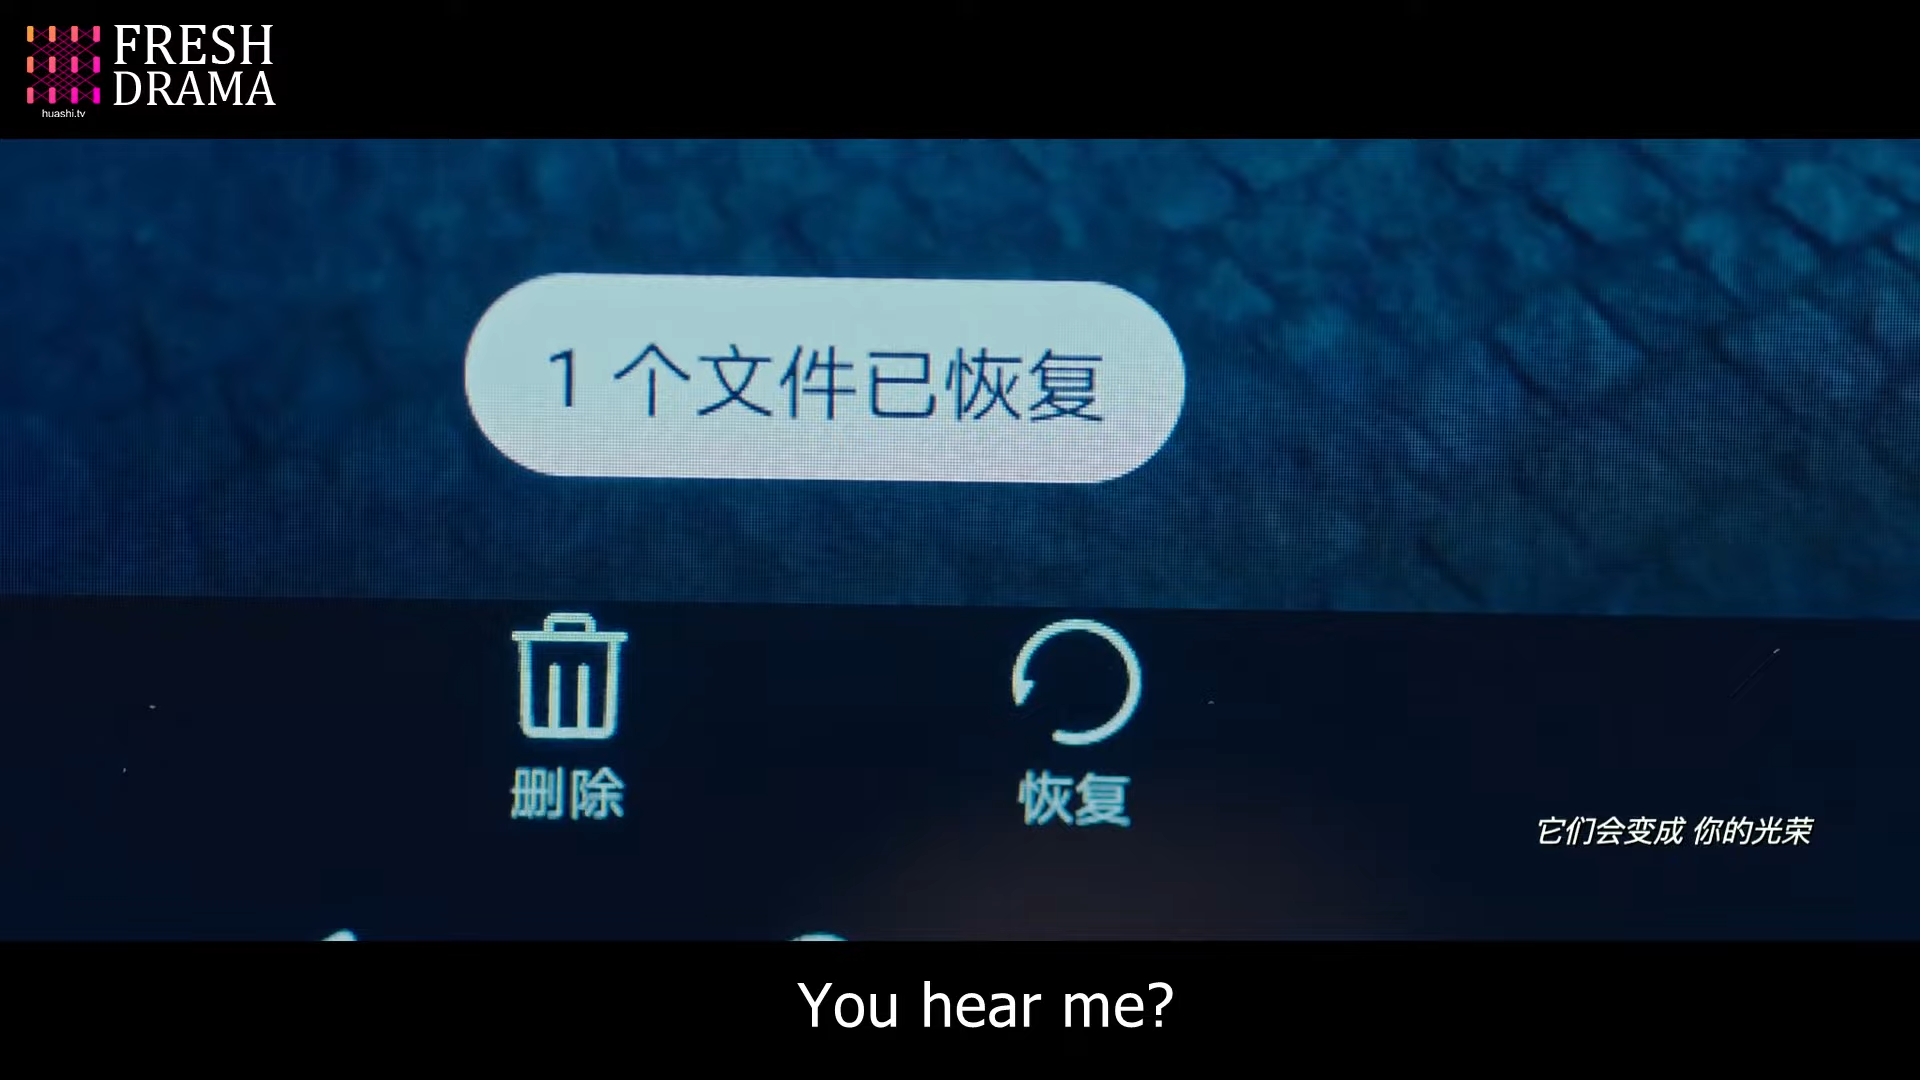 FRESH
DRAMA
huashi.tv
1 个文件已恢复
删除
恢复
它们会变成 你的光荣
You hear me?